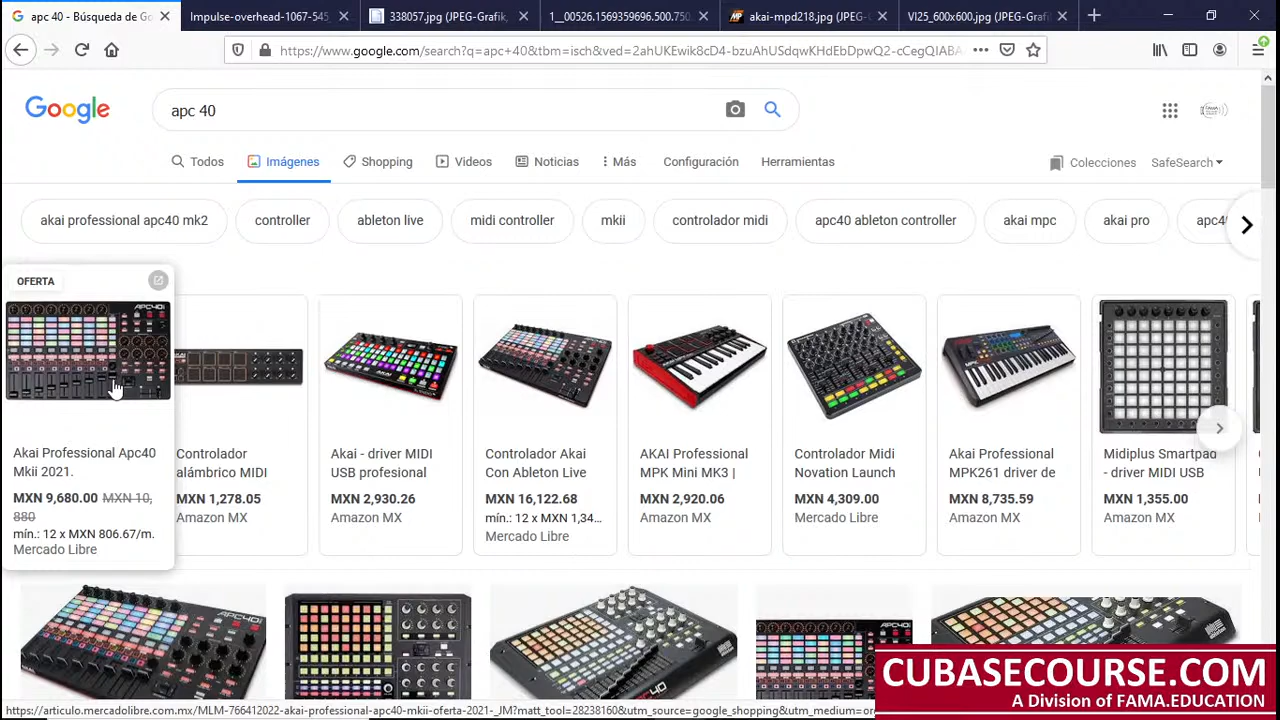 apc 40 - Búsqueda de Go
Impulse-overhead-1067-545_
338057.jpg (JPEG-Grafik,
1__00526.1569359696.500.750.
akai-mpd218.jpg (JPEG-
VI25_600x600.jpg (JPEG-Grafi
https://www.google.com/search?q=apc+40&tbm=isch&ved=2ahUKEwik8cD4-bzuAhUSdqwKHdEbDpwQ2-cCegQIABA
Google
apc 40
Todos
Imágenes
Shopping
Videos
Noticias
Más
Configuración
Herramientas
Colecciones
SafeSearch
akai professional apc40 mk2
controller
ableton live
midi controller
mkii
controlador midi
apc40 ableton controller
akai mpc
akai pro
apc4
OFERTA
Akai Professional Apc40
Mkii 2021.
MXN 9,680.00 MXN 10,
880
mín.: 12 x MXN 806.67/m.
Mercado Libre
Controlador
alámbrico MIDI
MXN 1,278.05
Amazon MX
Akai - driver MIDI
USB profesional
MXN 2,930.26
Amazon MX
Controlador Akai
Con Ableton Live
MXN 16,122.68
mín.: 12 x MXN 1,34...
Mercado Libre
AKAI Professional
MPK Mini MK3 |
MXN 2,920.06
Amazon MX
Controlador Midi
Novation Launch
MXN 4,309.00
Mercado Libre
Akai Professional
MPK261 driver de
MXN 8,735.59
Amazon MX
Midiplus Smartpad
- driver MIDI USB
MXN 1,355.00
Amazon MX
CUBASECOURSE.COM
A Division of FAMA.EDUCATION
https://articulo.mercadolibre.com.mx/MLM-766412022-akai-professional-apc40-mkii-oferta-_-_JM?matt_tool=28238160&utm_source=google_shopping&utm_medium=or